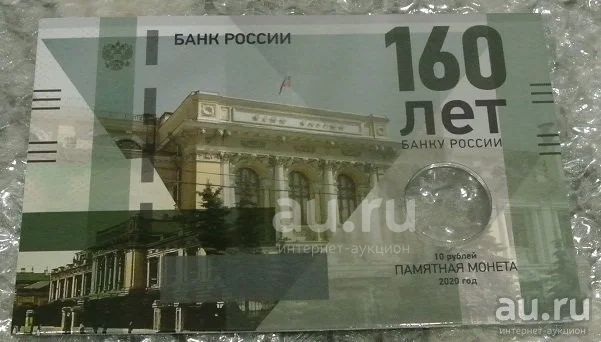 БАНК РОССИИ
160
лет
БАНКУ РОССИИ
au.ru
интернет-аукцион
10 рублей
ПАМЯТНАЯ МОНЕТА
2020 год
au.ru
интернет-аукцион